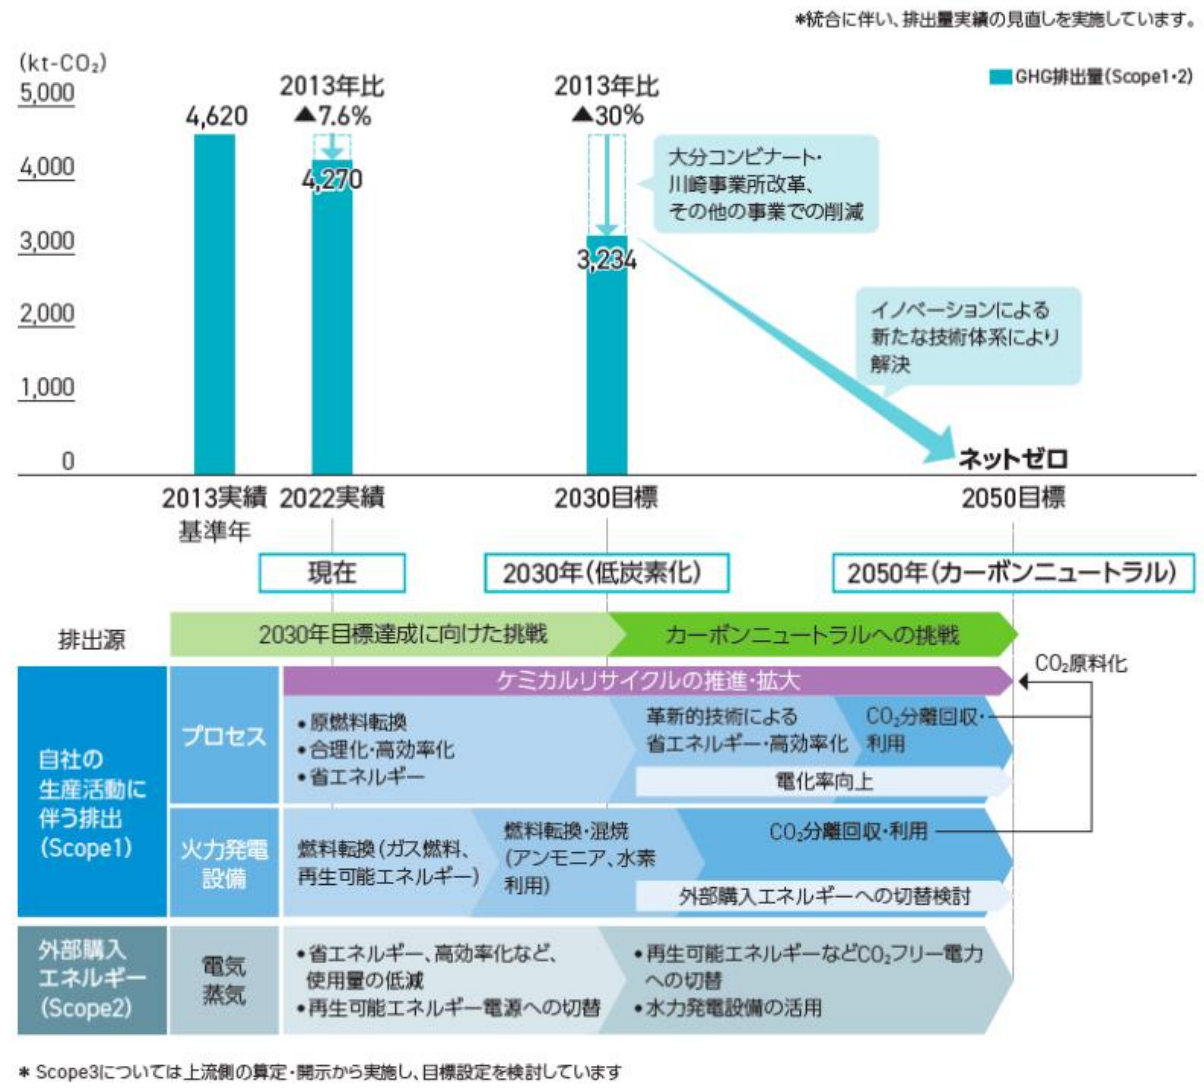 *統合に伴い、排出量実績の見直しを実施しています。
(kt-CO₂)
5,000
4,000
3,000
2,000
1,000
0
GHG排出量(Scope1・2)
4,620
2013年比
▲7.6%
4,270
2013年比
▲30%
3,234
大分コンビナート・
川崎事業所改革、
その他の事業での削減
イノベーションによる
新たな技術体系により
解決
ネットゼロ
2013実績
基準年
2022実績
2030目標
2050目標
現在
2030年(低炭素化)
2050年(カーボンニュートラル)
排出源
2030年目標達成に向けた挑戦
カーボンニュートラルへの挑戦
ケミカルリサイクルの推進・拡大
CO₂原料化
自社の
生産活動に
伴う排出
(Scope1)
プロセス
•原燃料転換
•合理化・高効率化
•省エネルギー
革新的技術による
省エネルギー・高効率化
CO₂分離回収・
利用
電化率向上
火力発電
設備
燃料転換(ガス燃料、
再生可能エネルギー)
燃料転換・混焼
(アンモニア、水素
利用)
CO₂分離回収・利用
外部購入エネルギーへの切替検討
外部購入
エネルギー
(Scope2)
電気
蒸気
•省エネルギー、高効率化など、
使用量の低減
•再生可能エネルギー電源への切替
•再生可能エネルギーなどCO₂フリー電力
への切替
•水力発電設備の活用
* Scope3については上流側の算定・開示から実施し、目標設定を検討しています